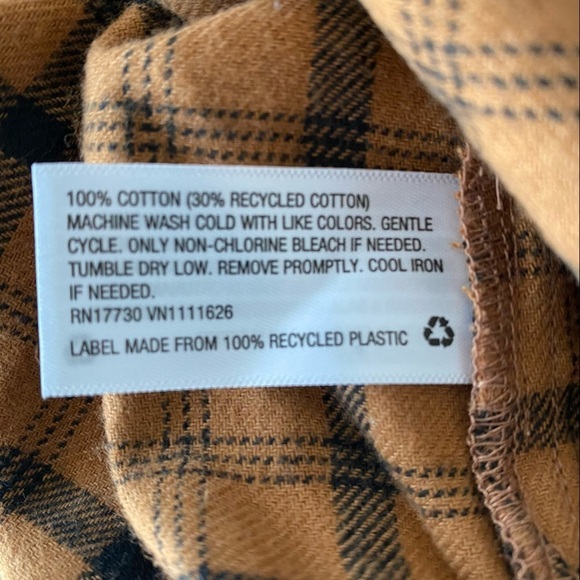 100% COTTON (30% RECYCLED COTTON)
MACHINE WASH COLD WITH LIKE COLORS. GENTLE
CYCLE. ONLY NON-CHLORINE BLEACH IF NEEDED.
TUMBLE DRY LOW. REMOVE PROMPTLY. COOL IRON
IF NEEDED.
RN17730 VN1111626
LABEL MADE FROM 100% RECYCLED PLASTIC